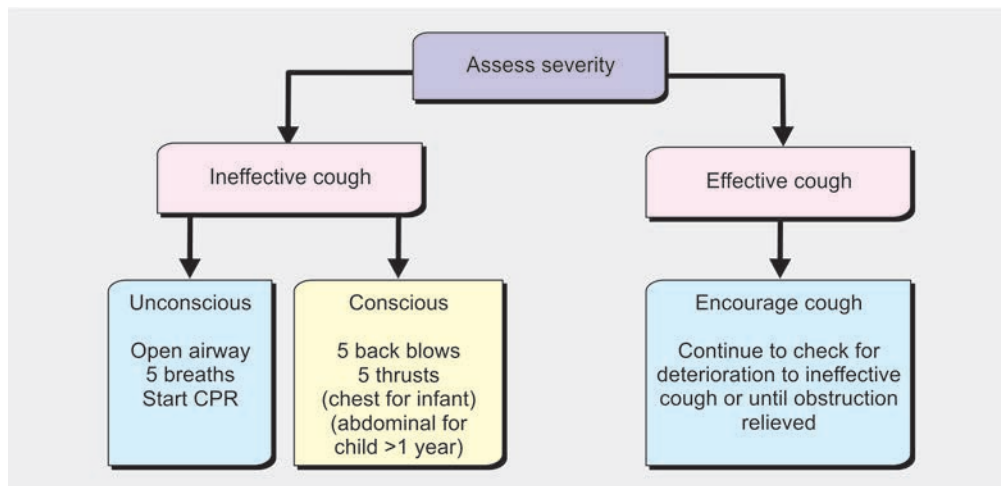 Assess severity
Ineffective cough
Effective cough
Unconscious
Open airway
5 breaths
Start CPR
Conscious
5 back blows
5 thrusts
(chest for infant)
(abdominal for
child >1 year)
Encourage cough
Continue to check for
deterioration to ineffective
cough or until obstruction
relieved